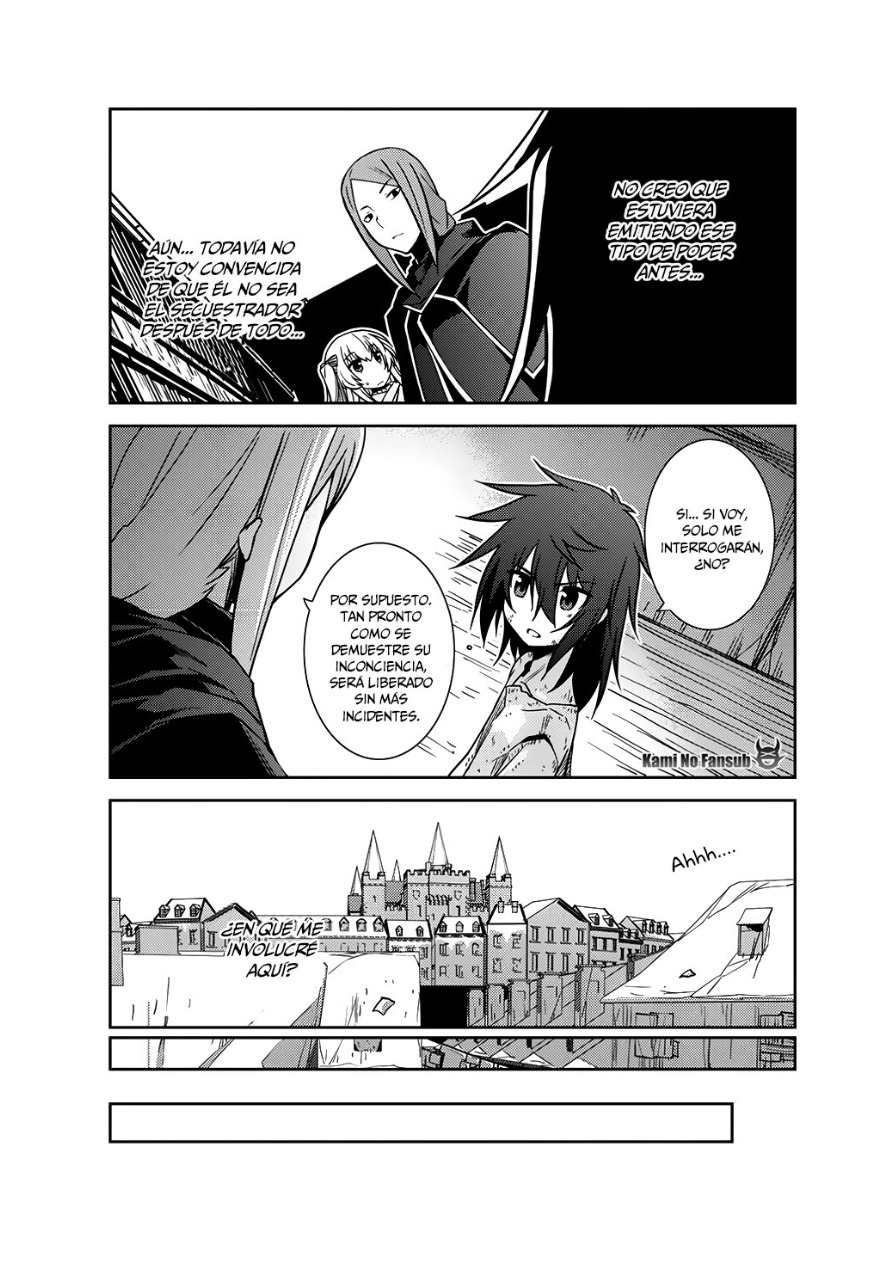 NO CREO QUE
ESTUVIERA
EMITIENDO ESE
TIPO DE PODER
ANTES...
AÚN... TODAVÍA NO
ESTOY CONVENCIDA
DE QUE ÉL NO SEA
EL SECUESTRADOR
DESPUÉS DE TODO...
SI... SI VOY,
SOLO ME
INTERROGARÁN,
¿NO?
POR SUPUESTO.
TAN PRONTO
COMO SE
DEMUESTRE SU
INCONCIENCIA,
SERÁ LIBERADO
SIN MÁS
INCIDENTES.
Kami No Fansub
Ahhh....
¿EN QUÉ ME
INVOLUCRÉ
AQUÍ?